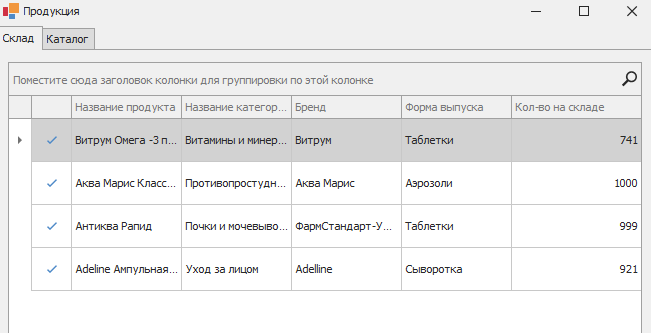 Продукция
Склад Каталог
Поместите сюда заголовок колонки для группировки по этой колонке
Название продукта Название категор... Бренд Форма выпуска Кол-во на складе
Витрум Омега -3 п... Витамины и минер... Витрум Таблетки 741
Аква Марис Класс... Противопростудн... Аква Марис Аэрозоли 1000
Антиква Рапид Почки и мочевыво... ФармСтандарт-У... Таблетки 999
Adeline Ампульная... Уход за лицом Adelline Сыворотка 921